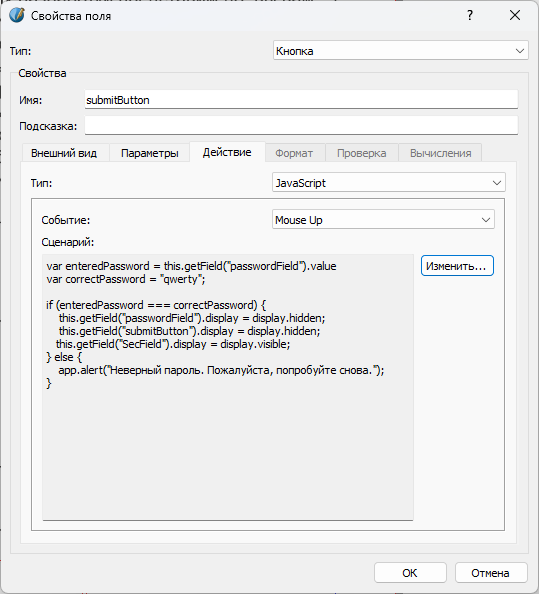 Свойства поля
?
Тип:
Кнопка
Свойства
Имя:
submitButton
Подсказка:
Внешний вид
Параметры
Действие
Формат
Проверка
Вычисления
Тип:
JavaScript
Событие:
Mouse Up
Сценарий:
var enteredPassword = this.getField("passwordField").value
var correctPassword = "qwerty";
if (enteredPassword === correctPassword) {
this.getField("passwordField").display = display.hidden;
this.getField("submitButton").display = display.hidden;
this.getField("SecField").display = display.visible;
} else {
app.alert("Неверный пароль. Пожалуйста, попробуйте снова.");
}
Изменить...
ОК
Отмена